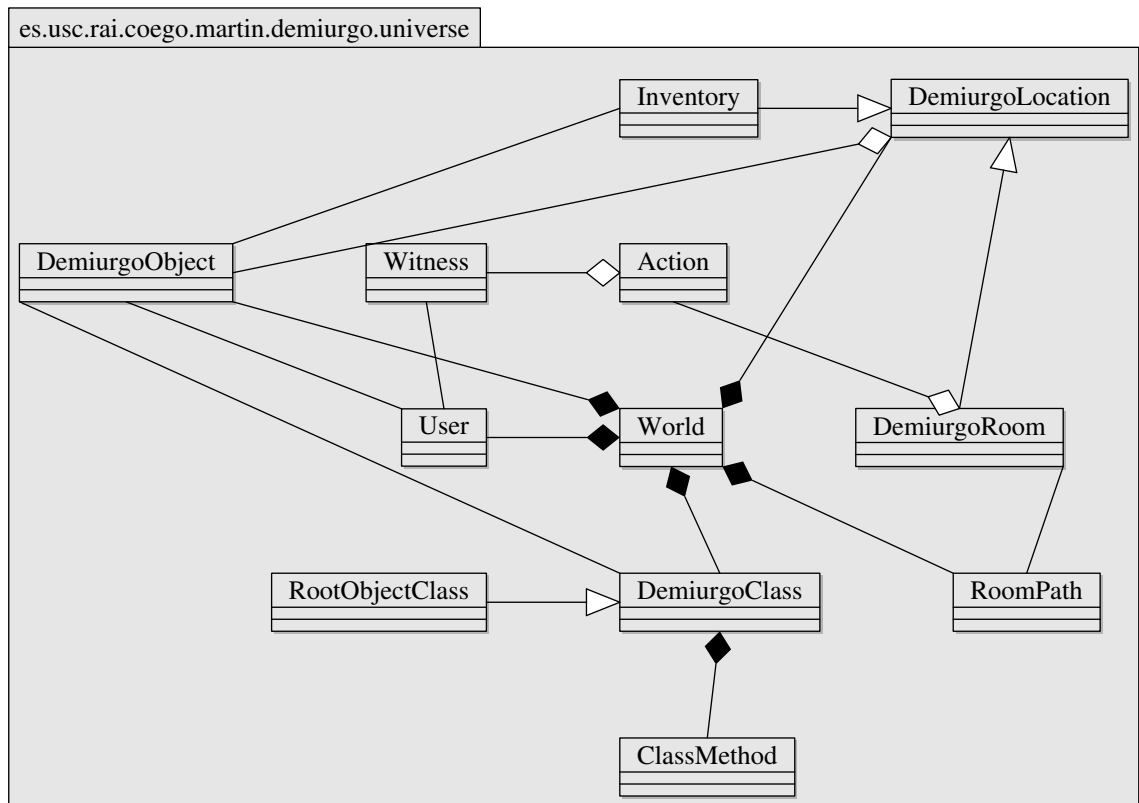 es.usc.rai.coego.martin.demiurgo.universe
Inventory
DemiurgoLocation
DemiurgoObject
Witness
Action
User
World
DemiurgoRoom
RootObjectClass
DemiurgoClass
RoomPath
ClassMethod